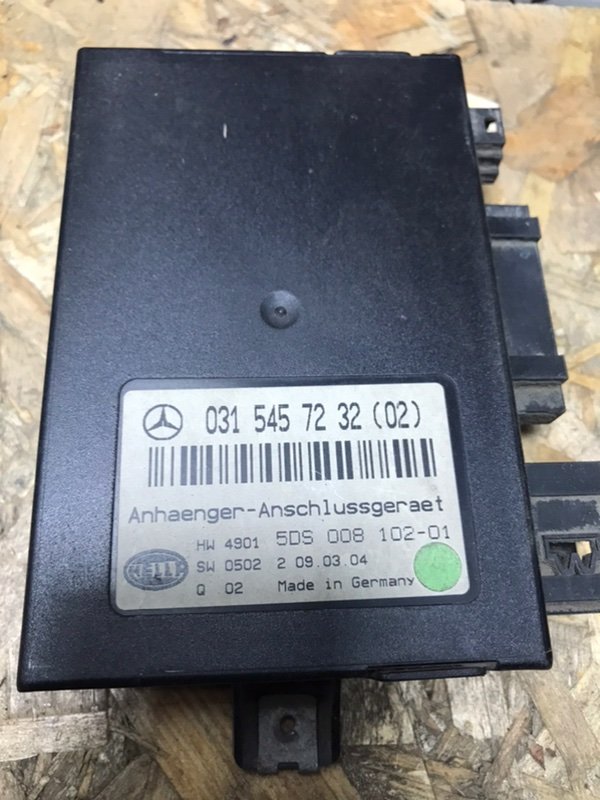 031 545 72 32 (02)
Anhaenger-Anschlussgeraet
HW 4901 5DS 008 102-01
SW 0502 2 09.03.04
Q 02 Made in Germany
HELLA